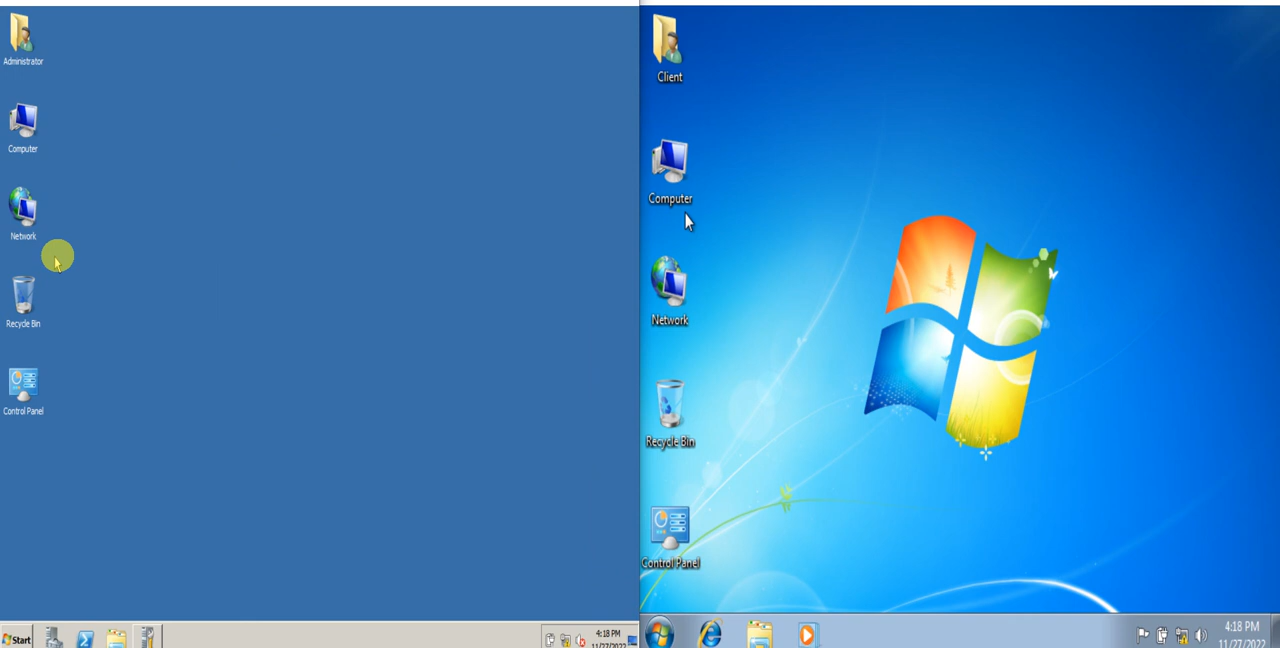 Administrator
Computer
Network
Recycle Bin
Control Panel
Start
4:18 PM
11/27/2022
Client
Computer
Network
Recycle Bin
Control Panel
4:18 PM
11/27/2022